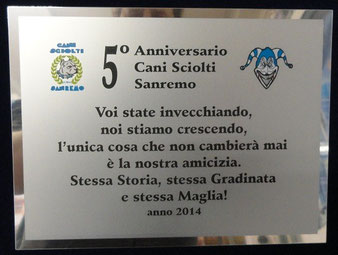 CANI
SCIOLTI
SANREMO
5° Anniversario
Cani Sciolti
Sanremo
Voi state invecchiando,
noi stiamo crescendo,
l'unica cosa che non cambierà mai
è la nostra amicizia.
Stessa Storia, stessa Gradinata
e stessa Maglia!
anno 2014